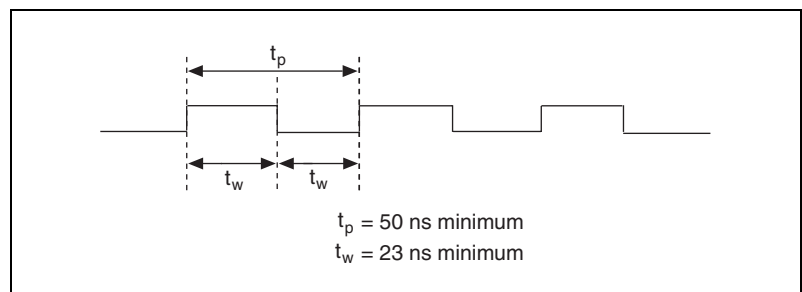 tp
tw tw
tp = 50 ns minimum
tw = 23 ns minimum